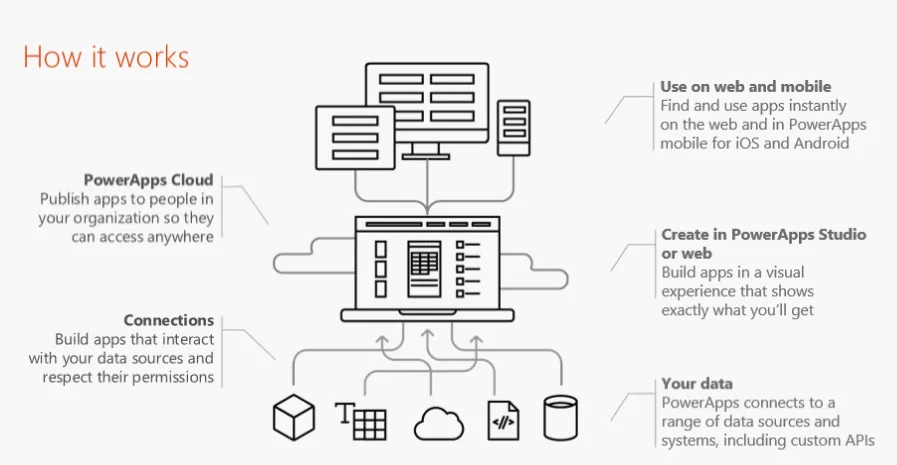 How it works
Use on web and mobile
Find and use apps instantly
on the web and in PowerApps
mobile for iOS and Android
PowerApps Cloud
Publish apps to people in
your organization so they
can access anywhere
Create in PowerApps Studio
or web
Build apps in a visual
experience that shows
exactly what you'll get
Connections
Build apps that interact
with your data sources and
respect their permissions
Your data
PowerApps connects to a
range of data sources and
systems, including custom APIs
T
</>